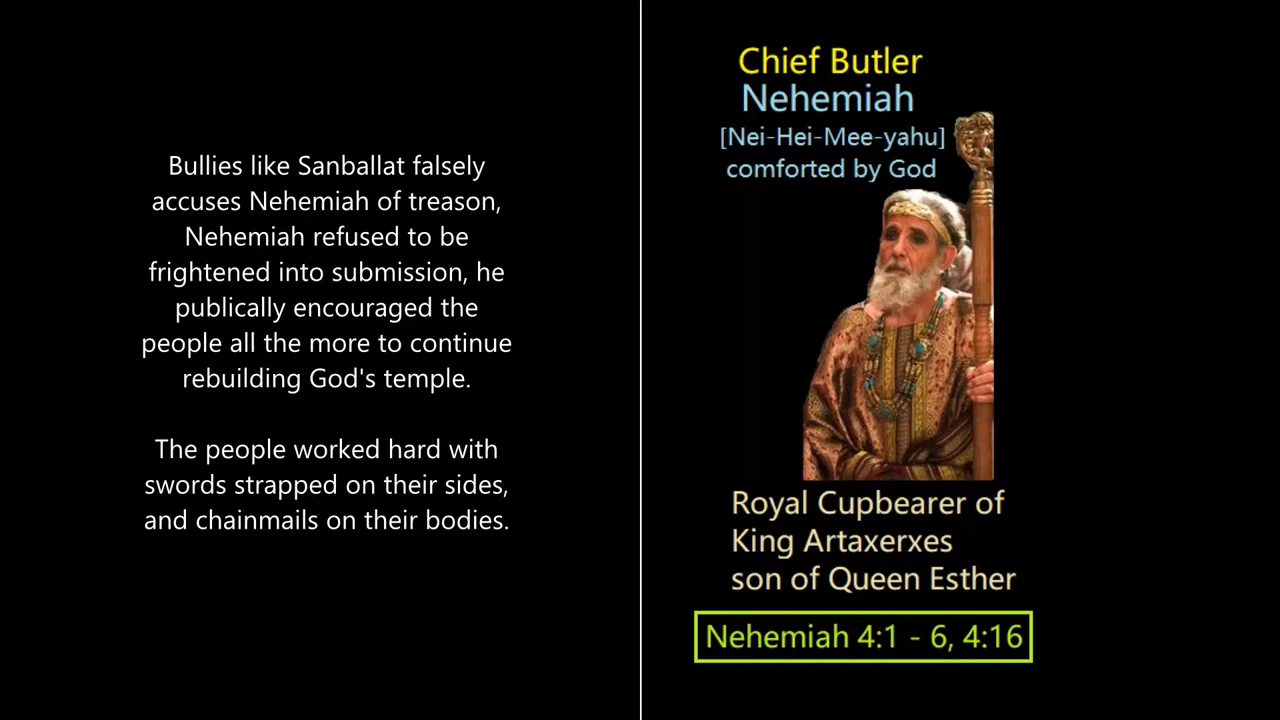 Bullies like Sanballat falsely
accuses Nehemiah of treason,
Nehemiah refused to be
frightened into submission, he
publically encouraged the
people all the more to continue
rebuilding God's temple.
The people worked hard with
swords strapped on their sides,
and chainmails on their bodies.
Chief Butler
Nehemiah
[Nei-Hei-Mee-yahu]
comforted by God
Royal Cupbearer of
King Artaxerxes
son of Queen Esther
Nehemiah 4:1 - 6, 4:16